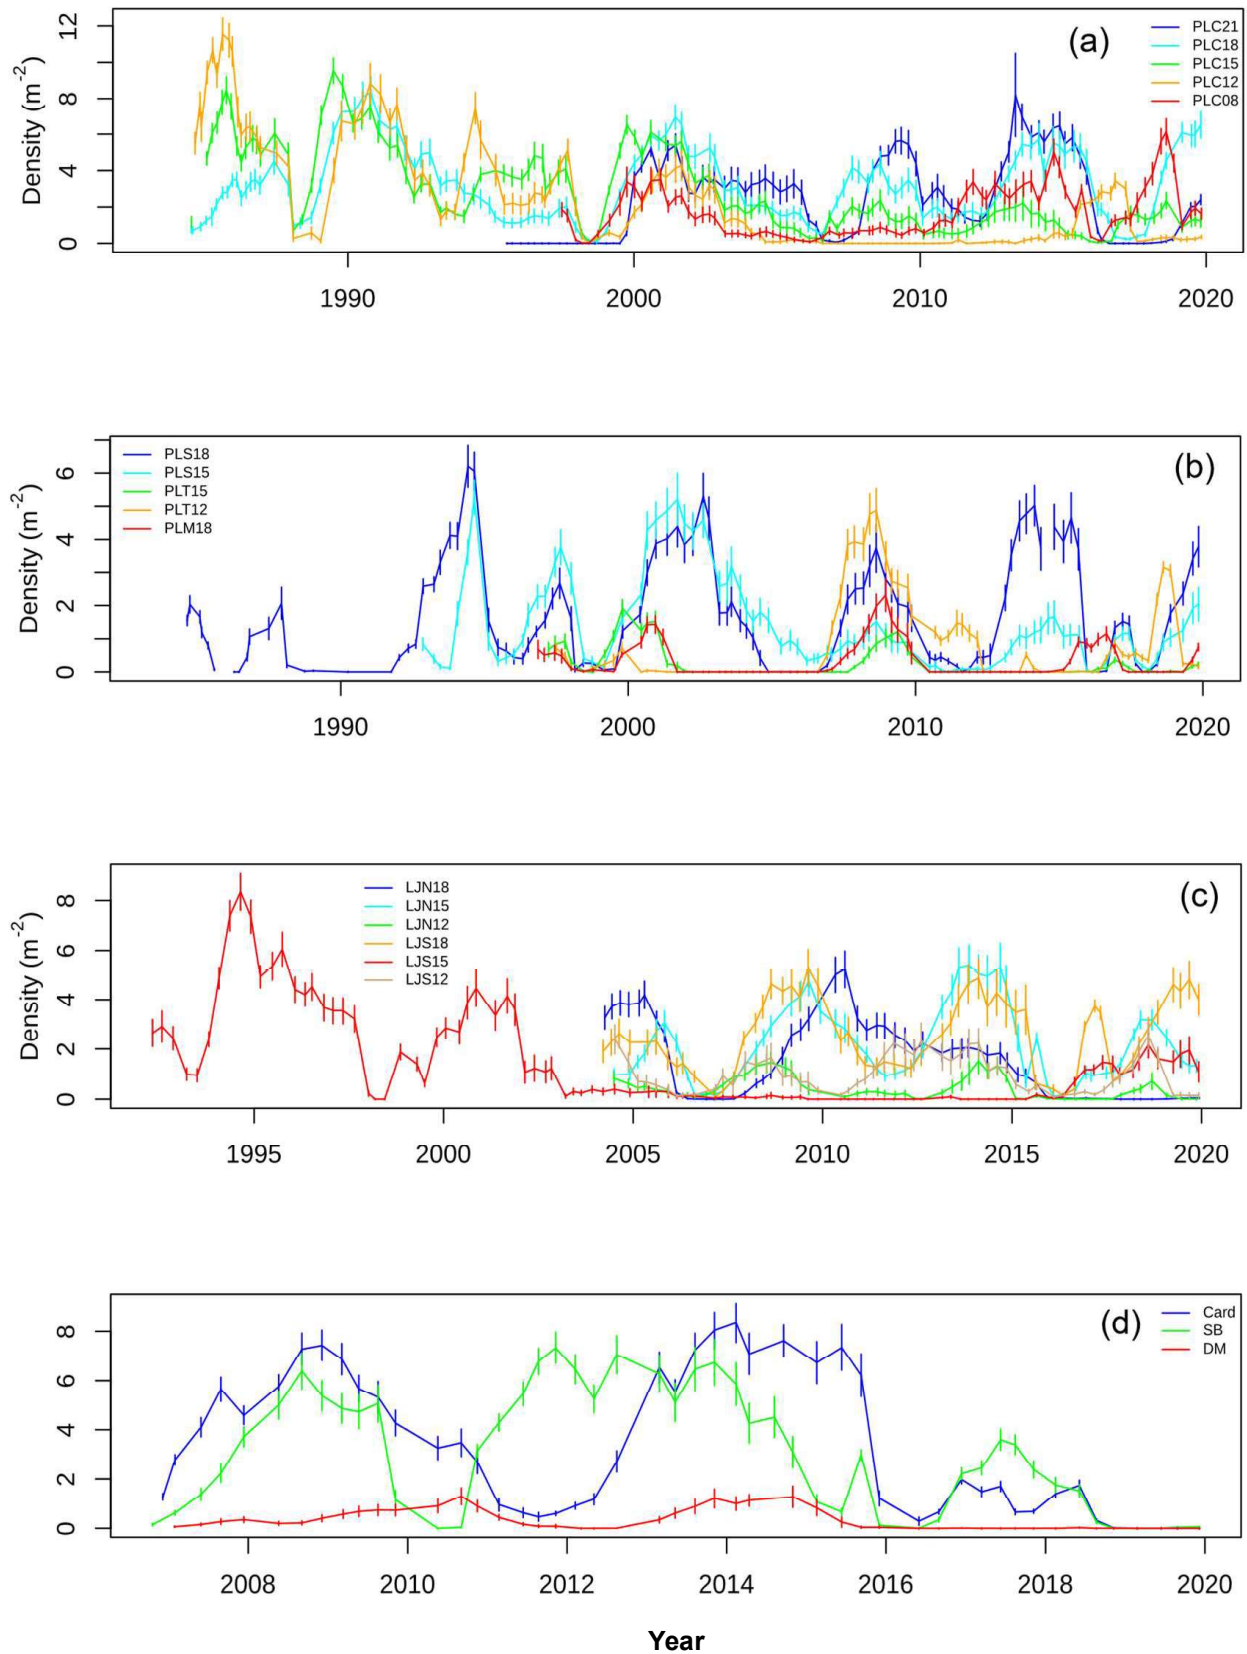 (a)
PLC21
PLC18
PLC15
PLC12
PLC08
Density (m⁻²)
12
8
4
0
1990 2000 2010 2020
(b)
PLS18
PLS15
PLT15
PLT12
PLM18
Density (m⁻²)
6
4
2
0
1990 2000 2010 2020
(c)
LJN18
LJN15
LJN12
LJS18
LJS15
LJS12
Density (m⁻²)
8
6
4
2
0
1995 2000 2005 2010 2015 2020
(d)
Card
SB
DM
8
6
4
2
0
2008 2010 2012 2014 2016 2018 2020
Year